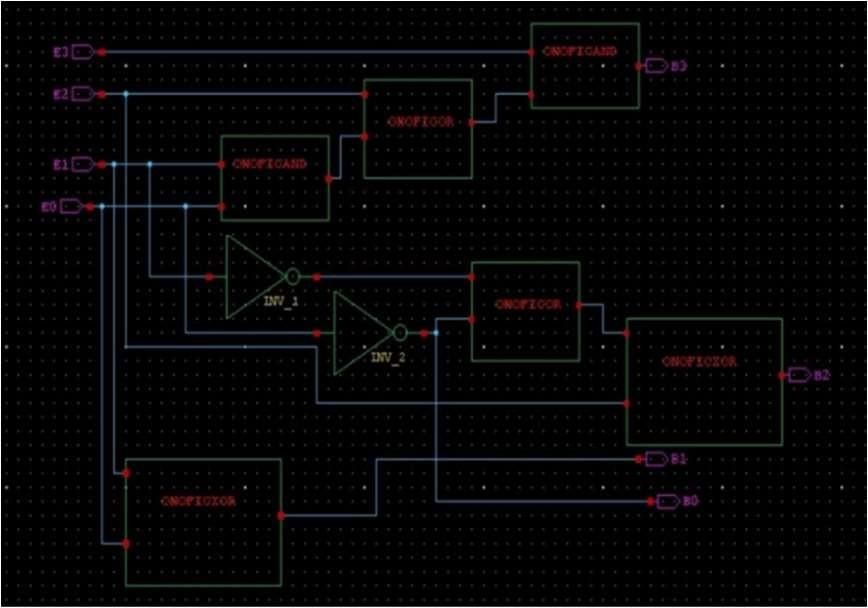 E3
ONOFICAND
B3
E2
ONOFICOR
E1
ONOFICAND
E0
INV_1
ONOFICOR
INV_2
ONOFICXOR
B2
B1
ONOFICXOR
B0